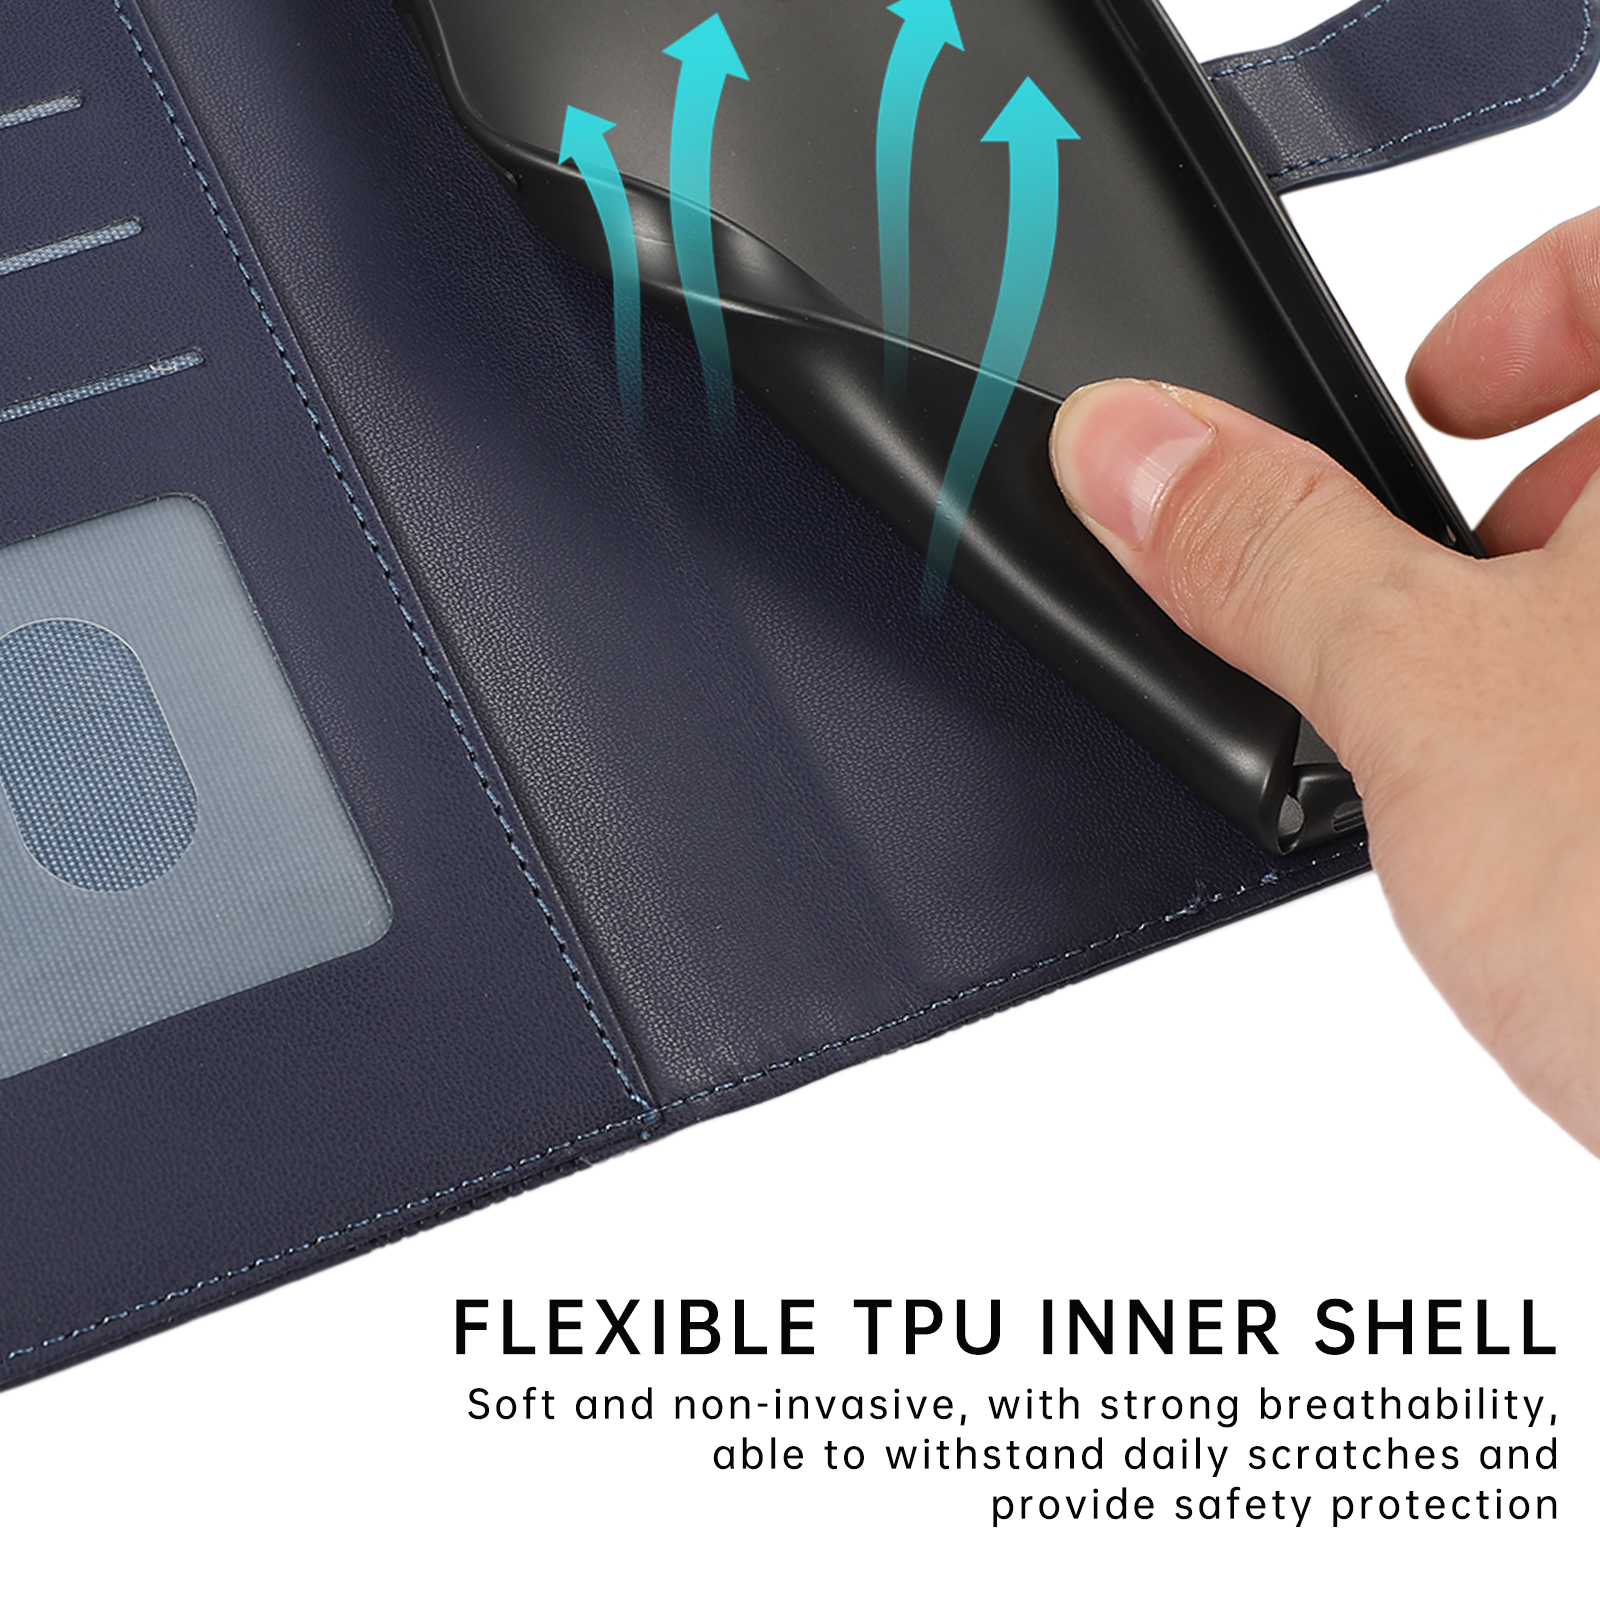 FLEXIBLE TPU INNER SHELL
Soft and non-invasive, with strong breathability,
able to withstand daily scratches and
provide safety protection